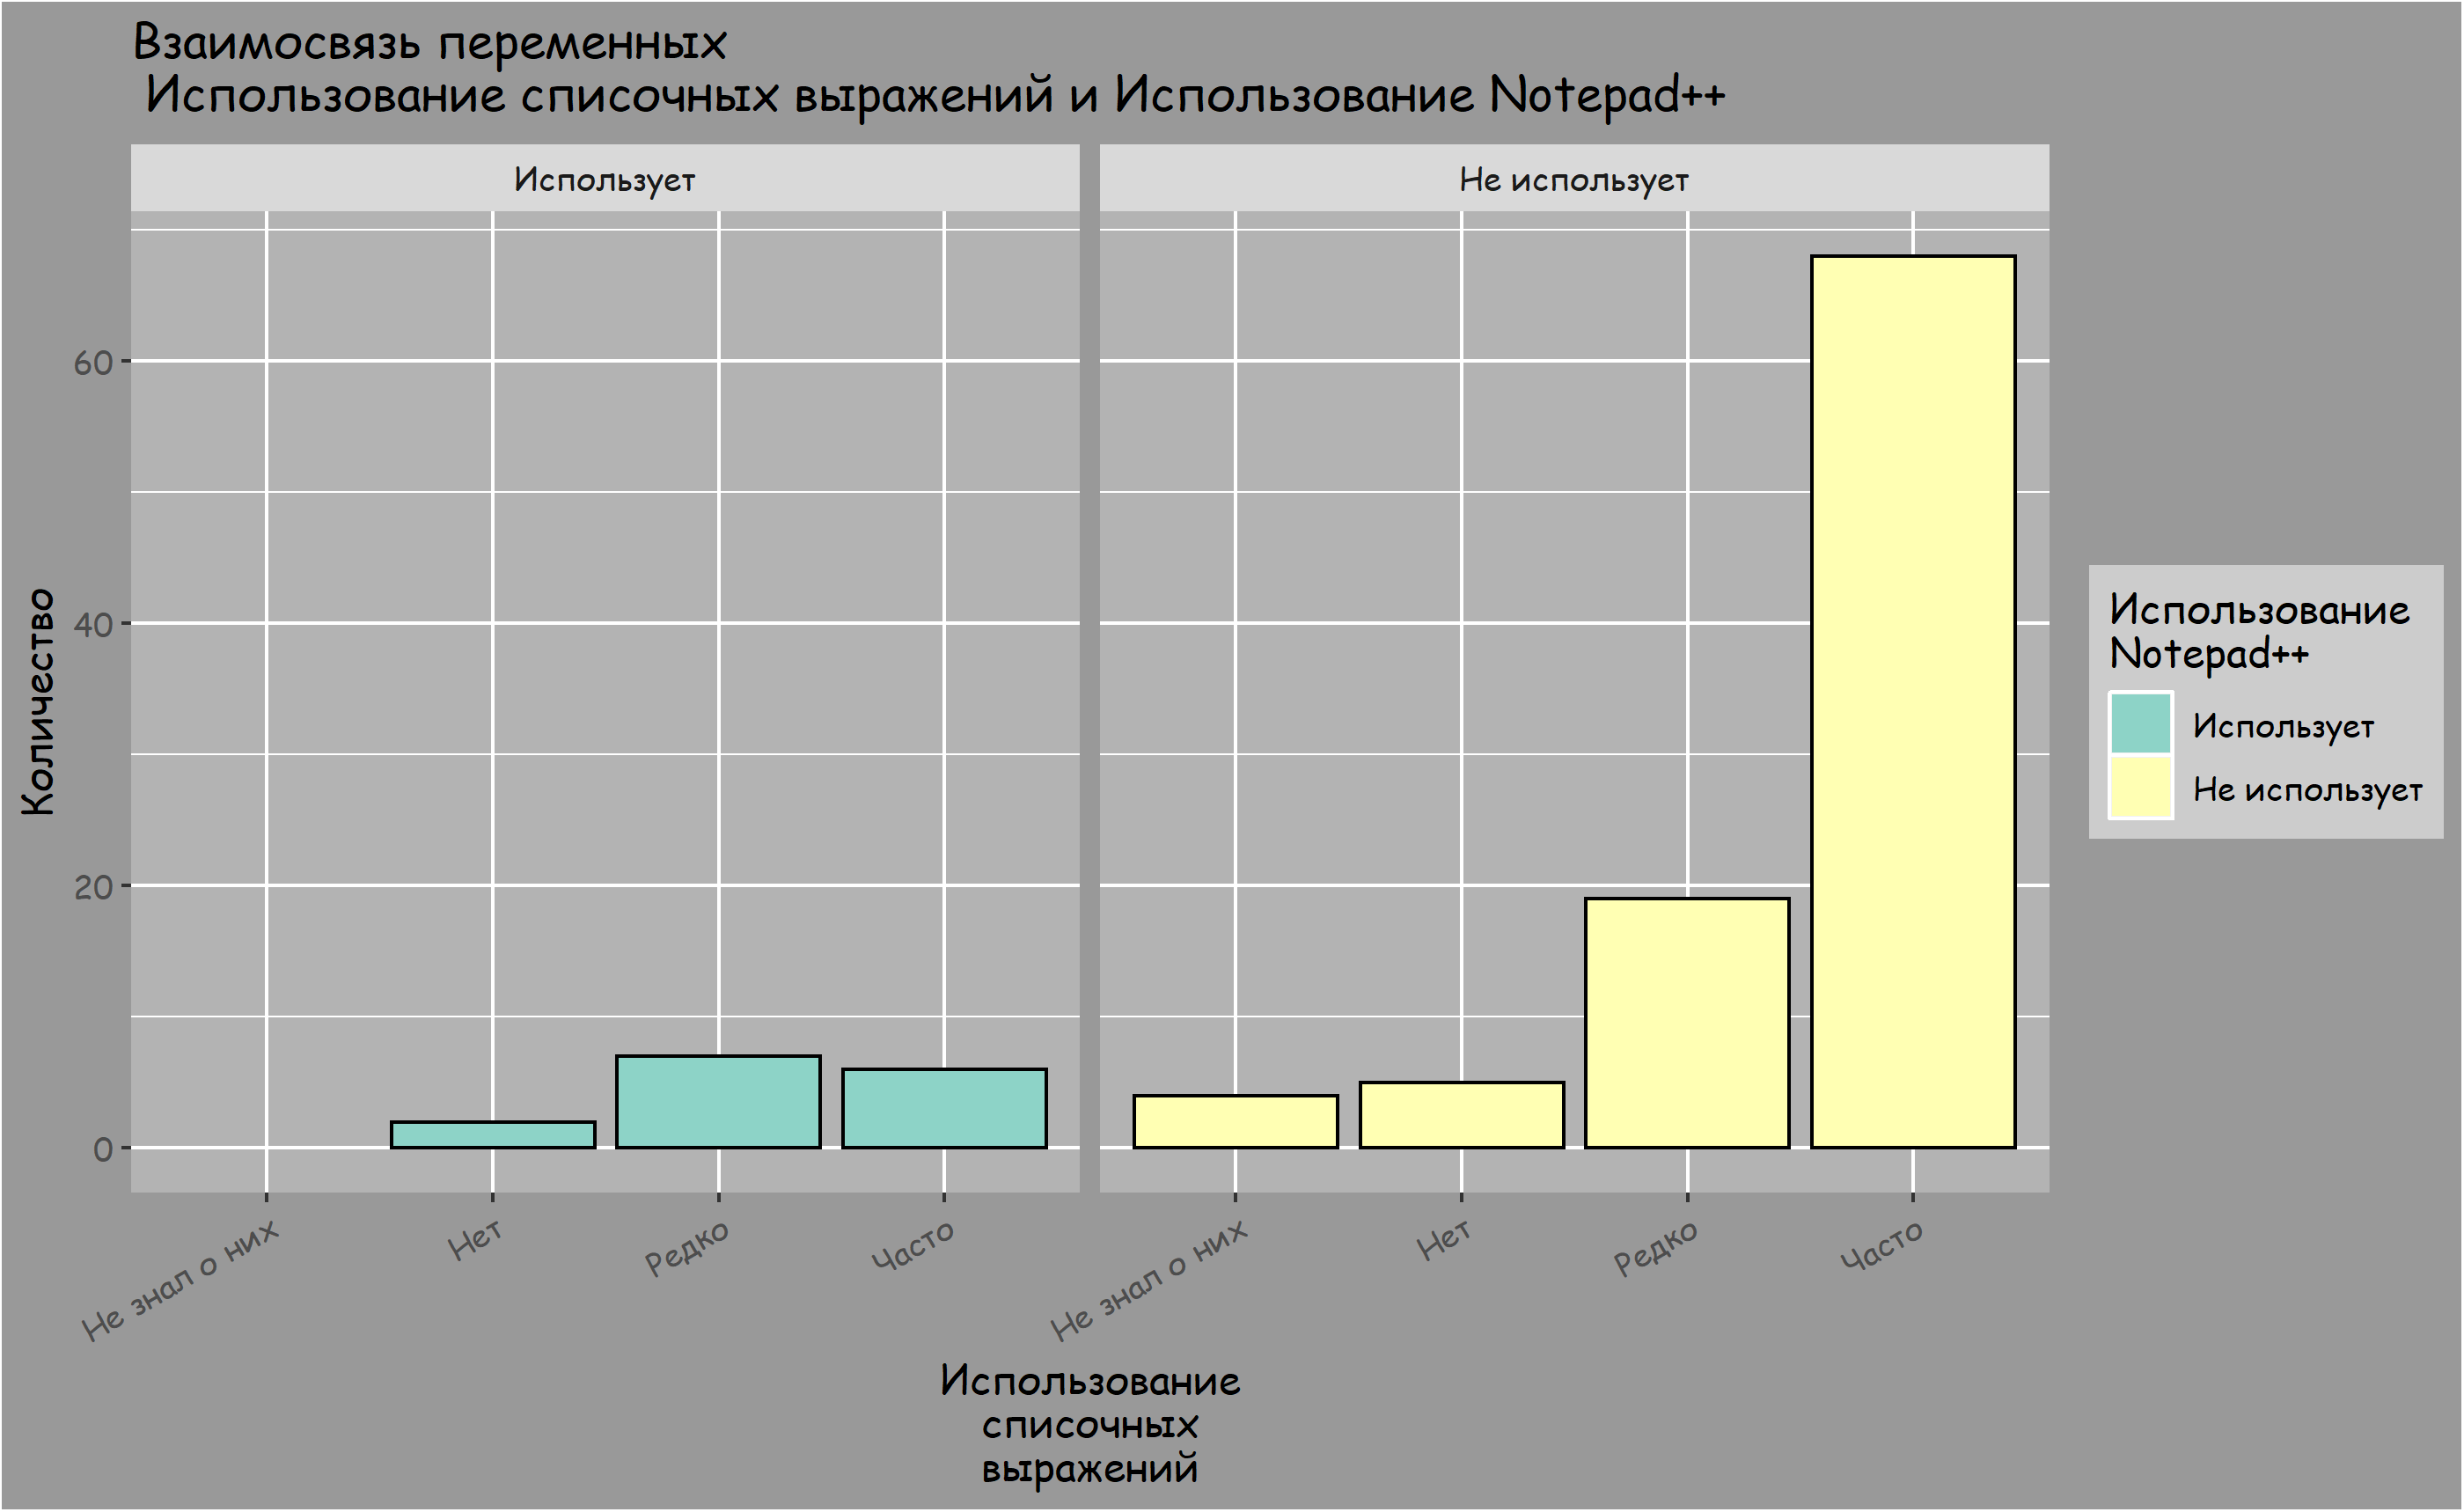 Взаимосвязь переменных
Использование списочных выражений и Использование Notepad++
Использует
Не использует
Количество
60
40
20
0
Не знал о них
Нет
Редко
Часто
Не знал о них
Нет
Редко
Часто
Использование
списочных
выражений
Использование
Notepad++
Использует
Не использует